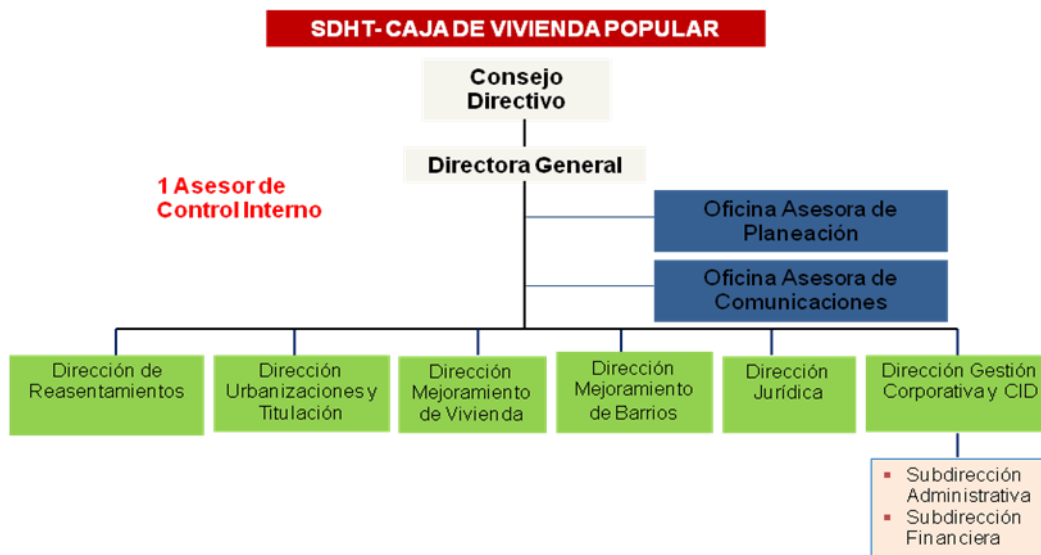 SDHT- CAJA DE VIVIENDA POPULAR
Consejo
Directivo
Directora General
1 Asesor de
Control Interno
Oficina Asesora de
Planeación
Oficina Asesora de
Comunicaciones
Dirección de
Reasentamientos
Dirección
Urbanizaciones y
Titulación
Dirección
Mejoramiento
de Vivienda
Dirección
Mejoramiento
de Barrios
Dirección
Jurídica
Dirección Gestión
Corporativa y CID
▪ Subdirección
Administrativa
▪ Subdirección
Financiera